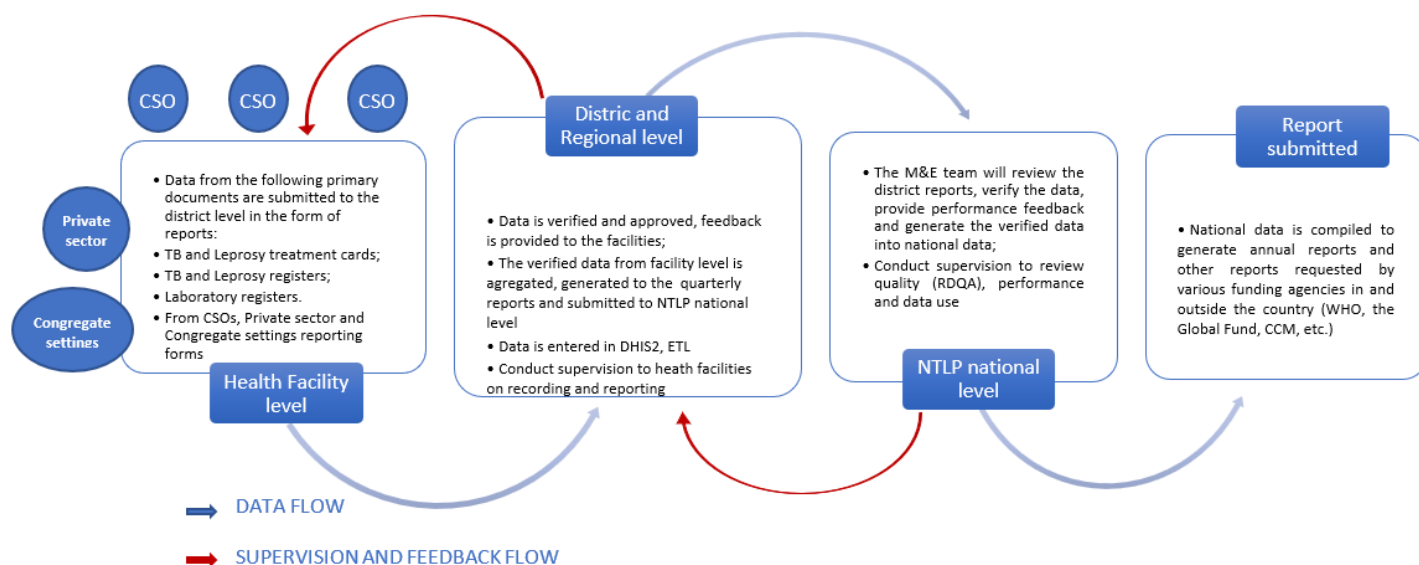 CSO
CSO
CSO
Private
sector
Congregate
settings
• Data from the following primary
documents are submitted to the
district level in the form of
reports:
• TB and Leprosy treatment cards;
• TB and Leprosy registers;
• Laboratory registers.
• From CSOs, Private sector and
Congregate settings reporting
forms
Health Facility
level
Distric and
Regional level
• Data is verified and approved, feedback
is provided to the facilities;
• The verified data from facility level is
agregated, generated to the quarterly
reports and submitted to NTLP national
level
• Data is entered in DHIS2, ETL
• Conduct supervision to heath facilities
on recording and reporting
• The M&E team will review the
district reports, verify the data,
provide performance feedback
and generate the verified data
into national data;
• Conduct supervision to review
quality (RDQA), performance
and data use
NTLP national
level
Report
submitted
• National data is compiled to
generate annual reports and
other reports requested by
various funding agencies in and
outside the country (WHO, the
Global Fund, CCM, etc.)
DATA FLOW
SUPERVISION AND FEEDBACK FLOW